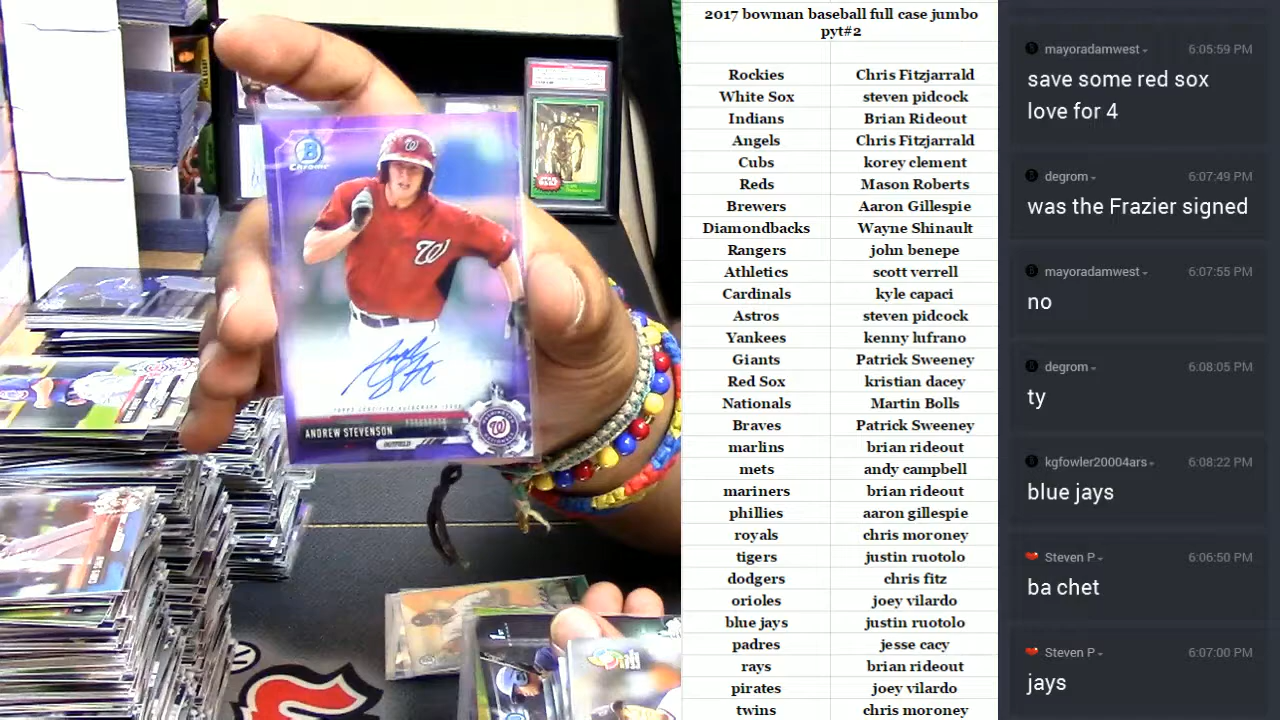 2017 bowman baseball full case jumbo
pyt#2
Rockies Chris Fitzjarrald
White Sox steven pidcock
Indians Brian Rideout
Angels Chris Fitzjarrald
Cubs korey clement
Reds Mason Roberts
Brewers Aaron Gillespie
Diamondbacks Wayne Shinault
Rangers john benepe
Athletics scott verrell
Cardinals kyle capaci
Astros steven pidcock
Yankees kenny lufrano
Giants Patrick Sweeney
Red Sox kristian dacey
Nationals Martin Bolls
Braves Patrick Sweeney
marlins brian rideout
mets andy campbell
mariners brian rideout
phillies aaron gillespie
royals chris moroney
tigers justin ruotolo
dodgers chris fitz
orioles joey vilardo
blue jays justin ruotolo
padres jesse cacy
rays brian rideout
pirates joey vilardo
twins chris moroney
mayoradamwest 6:05:59 PM
save some red sox
love for 4
degrom 6:07:49 PM
was the Frazier signed
mayoradamwest 6:07:55 PM
no
degrom 6:08:05 PM
ty
kgfowler20004ars 6:08:22 PM
blue jays
Steven P 6:06:50 PM
ba chet
Steven P 6:07:00 PM
jays
B
Chrome
W
W
TOPPS CERTIFIED AUTOGRAPH ISSUE
ANDREW STEVENSON
OUTFIELD
W